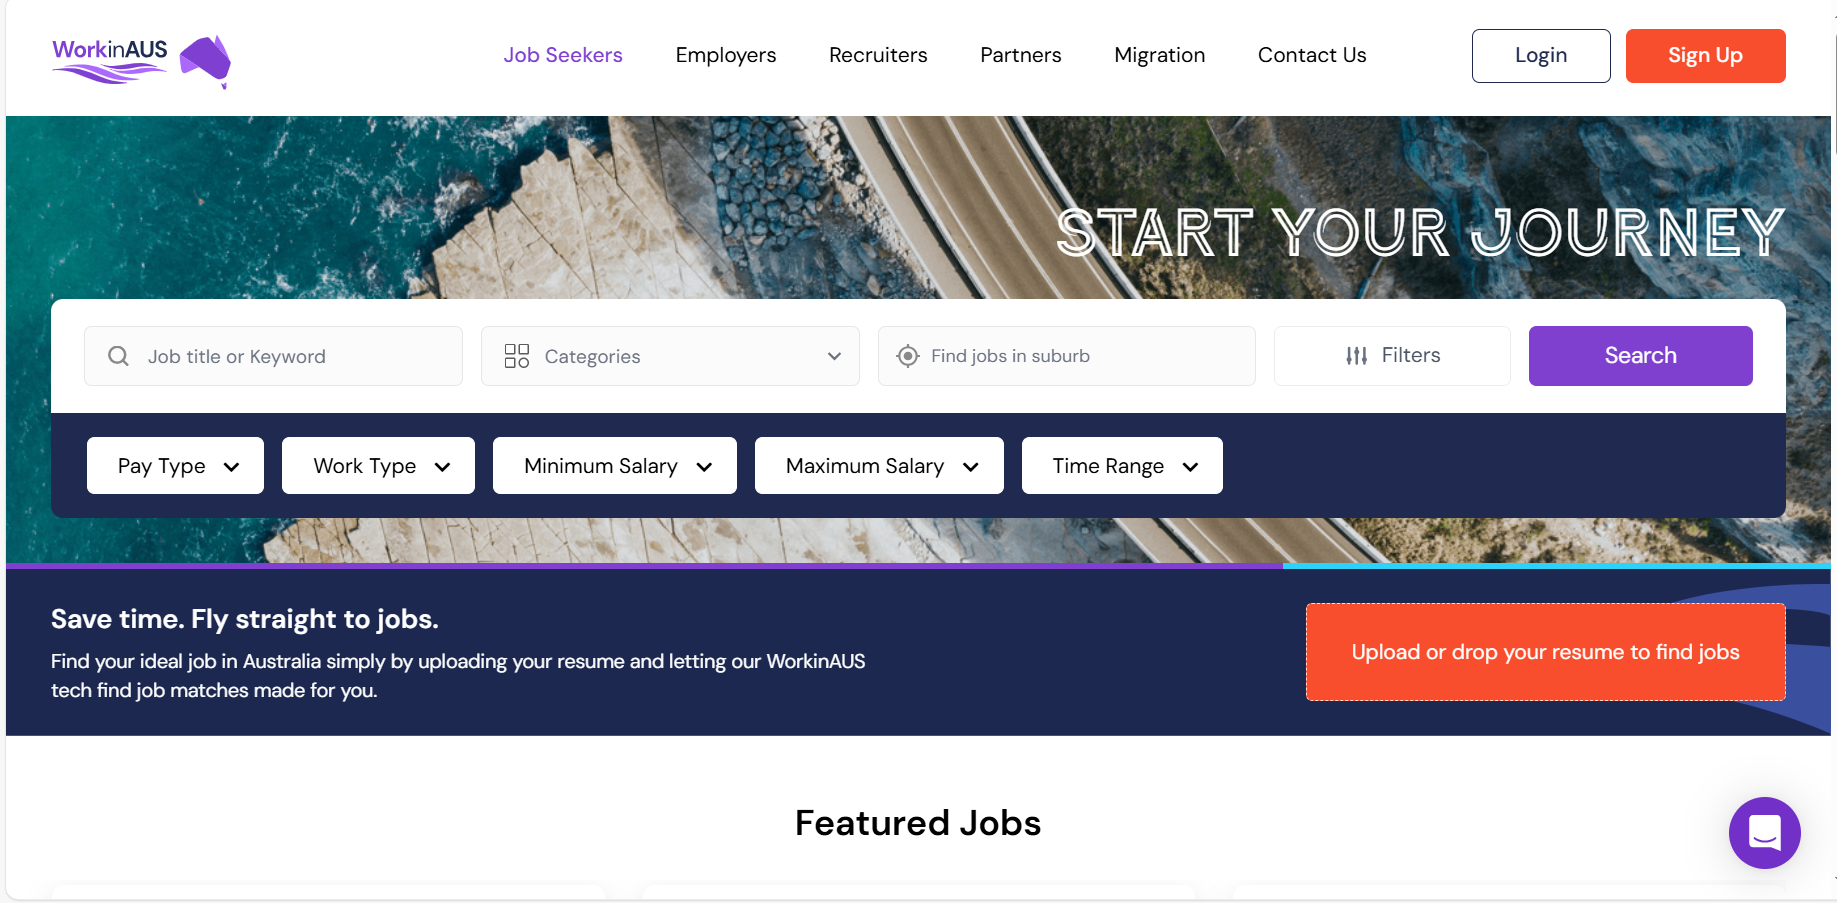 WorkinAUS
Job Seekers
Employers
Recruiters
Partners
Migration
Contact Us
Login
Sign Up
START YOUR JOURNEY
Job title or Keyword
Categories
Find jobs in suburb
Filters
Search
Pay Type
Work Type
Minimum Salary
Maximum Salary
Time Range
Save time. Fly straight to jobs.
Find your ideal job in Australia simply by uploading your resume and letting our WorkinAUS
tech find job matches made for you.
Upload or drop your resume to find jobs
Featured Jobs